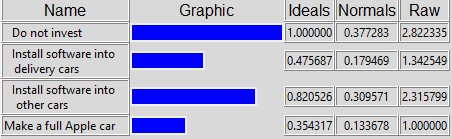 Name Graphic Ideals Normals Raw
Do not invest 1.000000 0.377283 2.822335
Install software into
delivery cars 0.475687 0.179469 1.342549
Install software into
other cars 0.820526 0.309571 2.315799
Make a full Apple car 0.354317 0.133678 1.000000